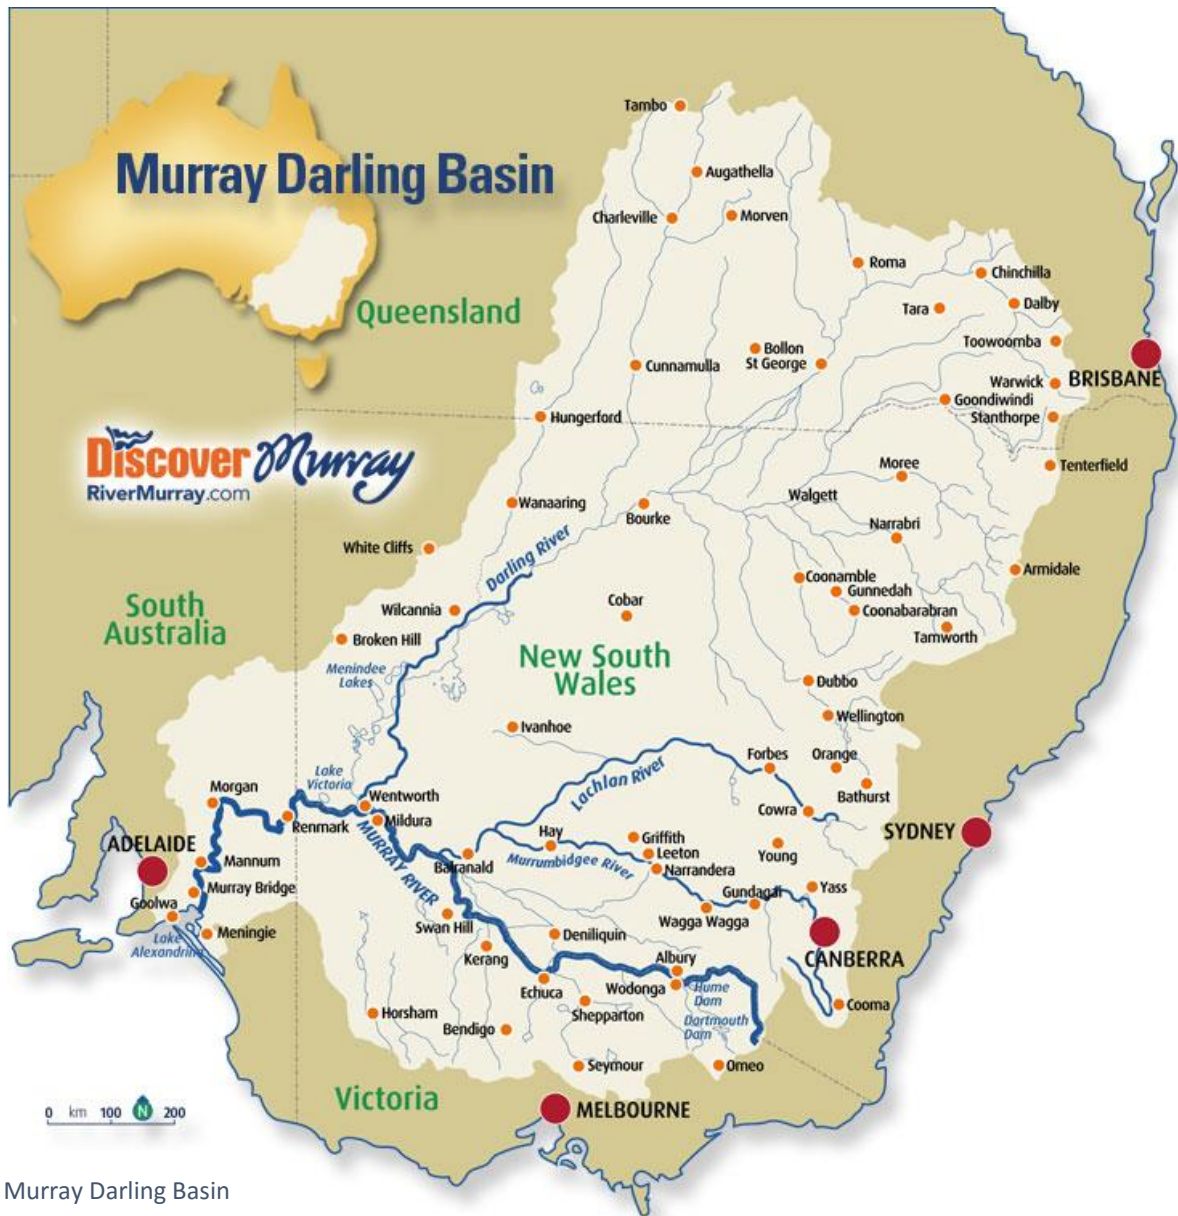 Tambo
Murray Darling Basin
Augathella
Charleville
Morven
Roma
Chinchilla
Queensland
Tara
Dalby
Toowoomba
Bollon
St George
Cunnamulla
BRISBANE
Warwick
Goondiwindi
Stanthorpe
Hungerford
Discover Murray
RiverMurray.com
Moree
Tenterfield
Walgett
Wanaaring
Bourke
Narrabri
White Cliffs
Darling River
Coonamble
Armidale
Gunnedah
South
Australia
Wilcannia
Cobar
Coonabarabran
Tamworth
Broken Hill
New South
Wales
Menindee
Lakes
Dubbo
Wellington
Ivanhoe
Forbes
Orange
Lake
Victoria
Lachlan River
Morgan
Bathurst
Wentworth
Cowra
Renmark
Mildura
SYDNEY
ADELAIDE
MURRAY RIVER
Hay
Griffith
Leeton
Young
Mannum
Balranald
Murrumbidgee River
Narrandera
Murray Bridge
Gundagai
Yass
Goolwa
Swan Hill
Wagga Wagga
Meningie
Lake
Alexandrina
Deniliquin
Kerang
Albury
CANBERRA
Echuca
Wodonga
Hume
Dam
Cooma
Horsham
Shepparton
Bendigo
Dartmouth
Dam
Seymour
Omeo
Victoria
0 km 100 N 200
MELBOURNE
Murray Darling Basin